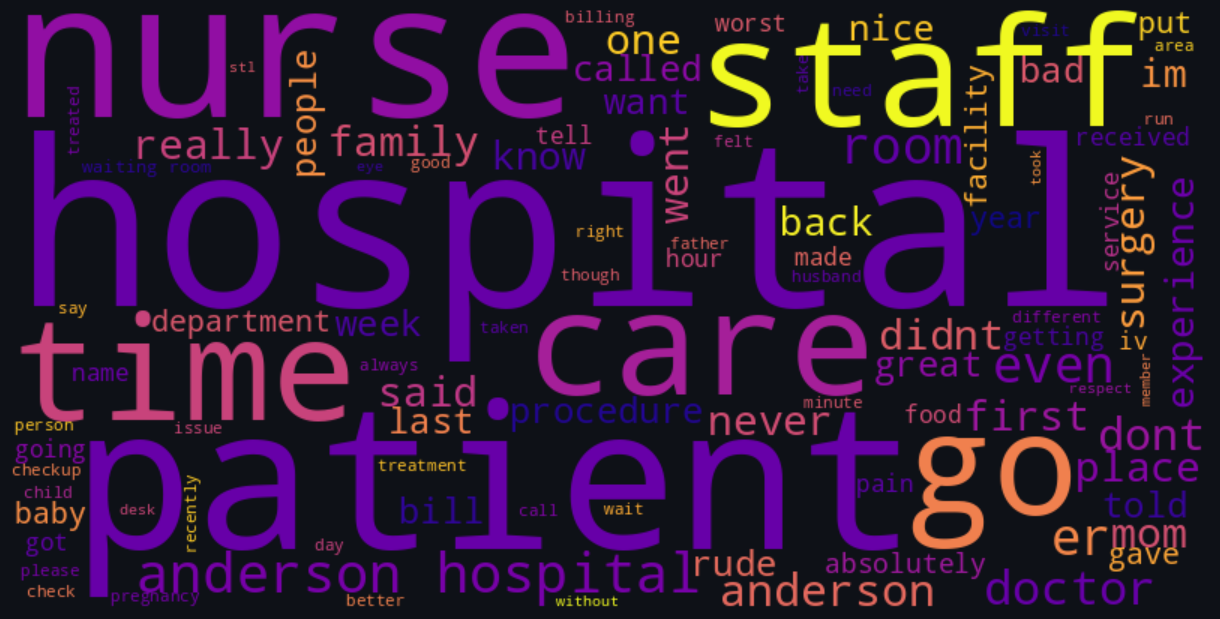 nurse
staff
billing
worst
nice
visit
put
one
area
called
stl
people
take
need
bad
im
want
facility
treated
really
family
tell
know
went
felt
room
run
received
waiting room
eye
good
took
hospital
surgery
service
experience
back
year
right
father
hour
made
though
husband
say
time
department
week
taken
care
didnt
different
getting
iv
name
always
said
great
even
member
respect
procedure
last
never
minute
food
first
person
issue
dont
going
patient
go
place
checkup
treatment
child
recently
pain
desk
bill
call
wait
told
baby
got
day
er
mom
gave
please
anderson hospital
rude
absolutely
check
pregnancy
better
without
anderson
doctor